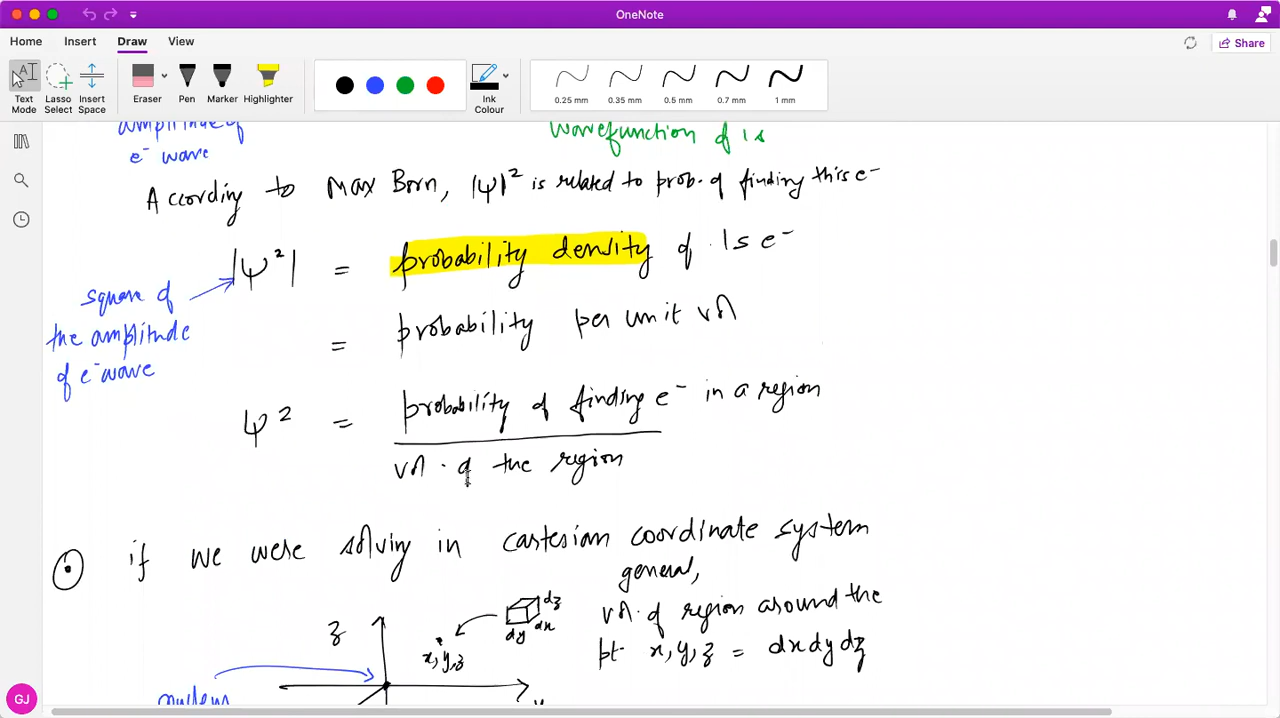 OneNote
Home Insert Draw View
Share
Text Mode
Lasso Select
Insert Space
Eraser
Pen
Marker
Highlighter
Ink Colour
0.25 mm
0.35 mm
0.5 mm
0.7 mm
1 mm
amplitude of
e⁻ wave
wavefunction of 1s
According to Max Born, |ψ|² is related to prob. of finding this e⁻
|ψ²| = probability density of 1s e⁻
square of
the amplitude
of e⁻ wave
= probability per unit vol
ψ² = probability of finding e⁻ in a region
vol. of the region
if we were solving in cartesian coordinate system
general,
z
x,y,z
dz
dy dx
vol. of region around the
pt. x,y,z = dxdydz
nucleus
y
GJ